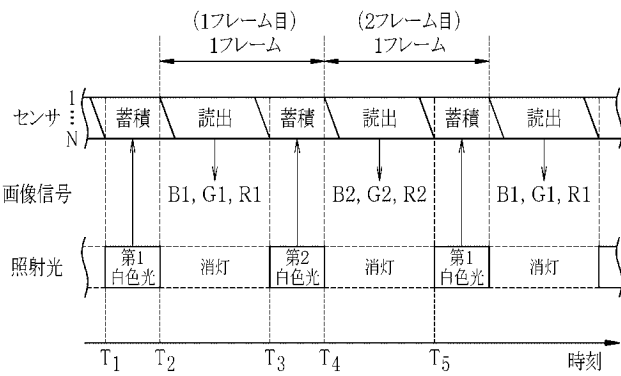 (1フレーム目) (2フレーム目)
1フレーム 1フレーム
1
センサ ⋮ 蓄積 読出 蓄積 読出 蓄積 読出
N
画像信号 B1, G1, R1 B2, G2, R2 B1, G1, R1
照射光 第1白色光 消灯 第2白色光 消灯 第1白色光 消灯
T1 T2 T3 T4 T5 時刻